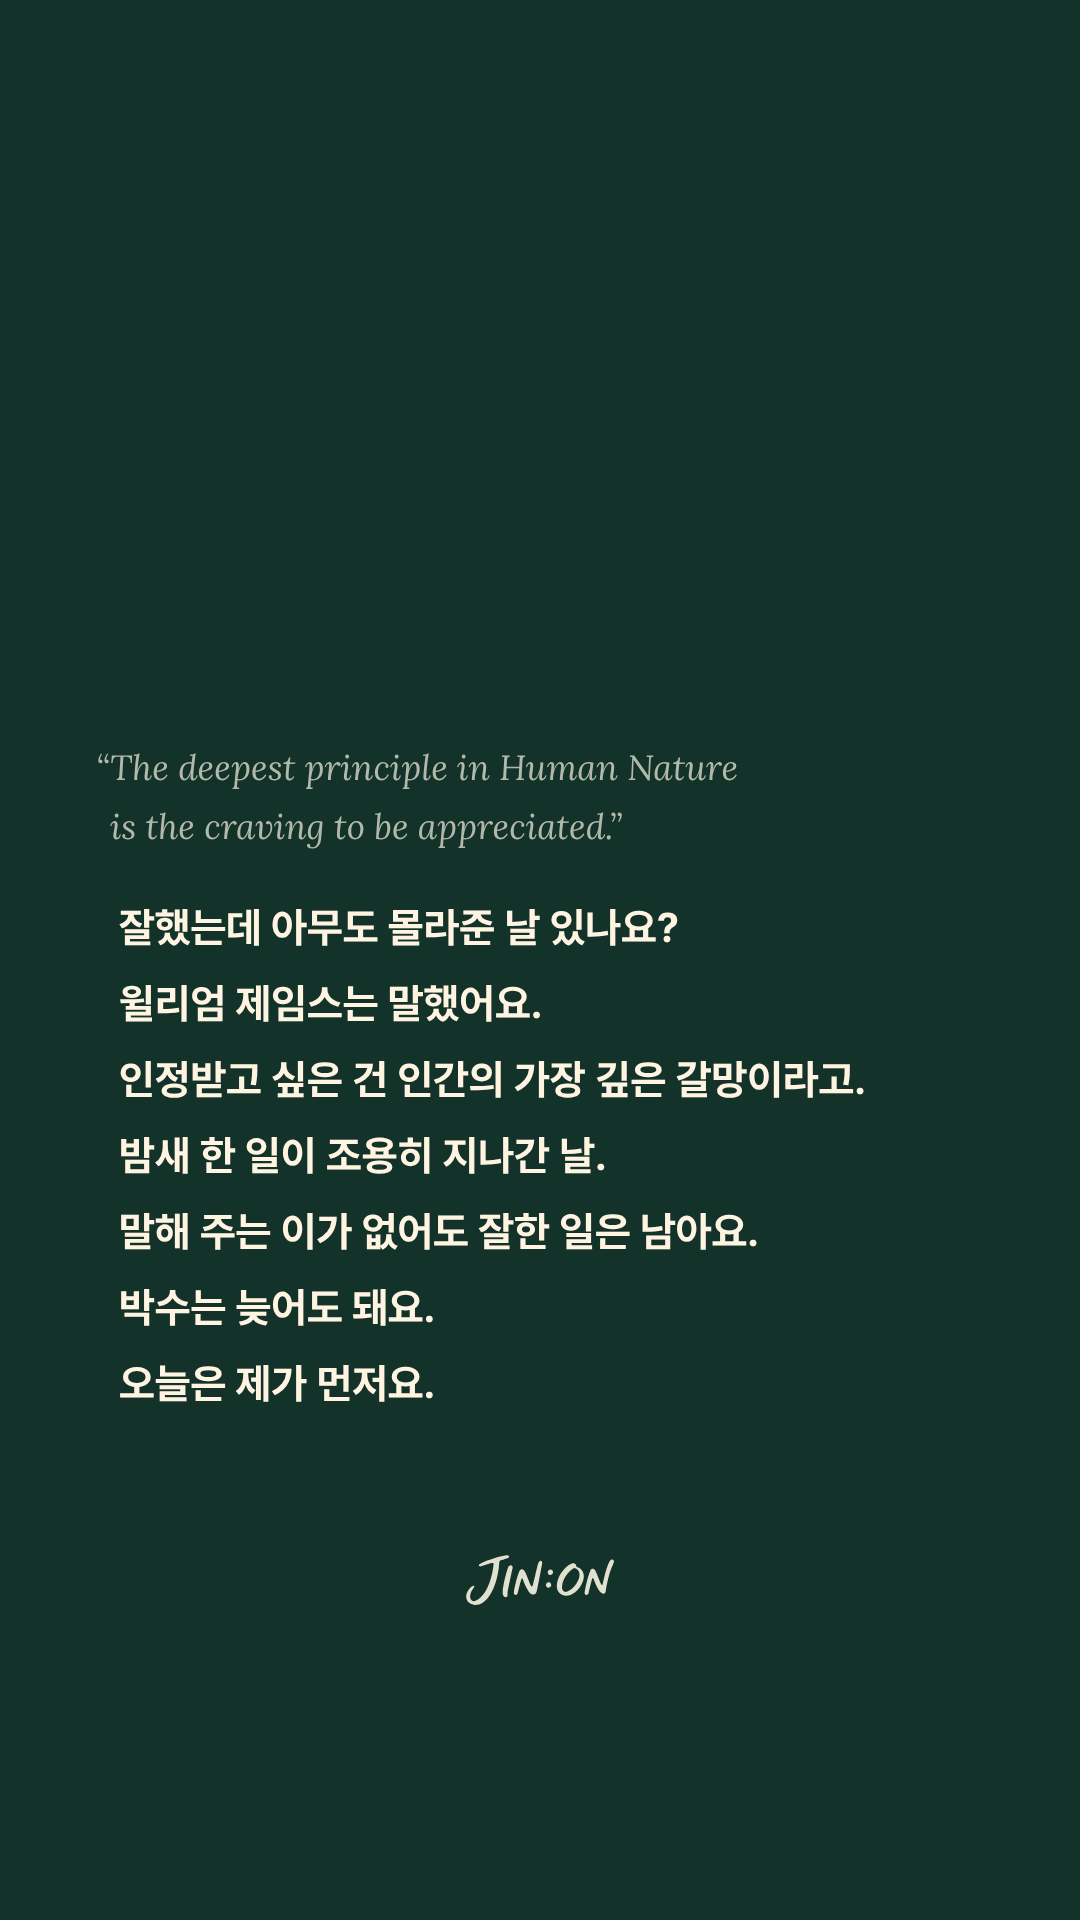 “The deepest principle in Human Nature
is the craving to be appreciated.”
잘했는데 아무도 몰라준 날 있나요?
윌리엄 제임스는 말했어요.
인정받고 싶은 건 인간의 가장 깊은 갈망이라고.
밤새 한 일이 조용히 지나간 날.
말해 주는 이가 없어도 잘한 일은 남아요.
박수는 늦어도 돼요.
오늘은 제가 먼저요.
JIN:ON